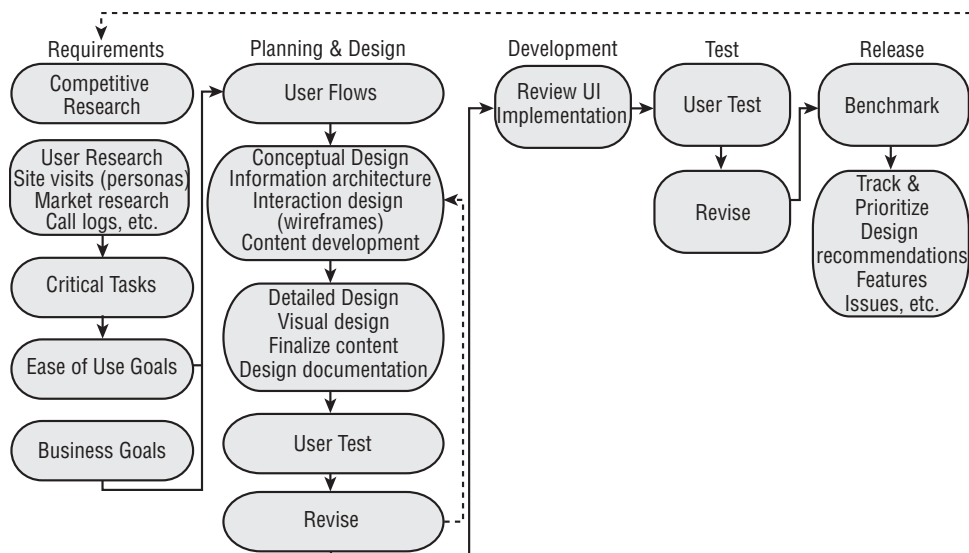 Requirements
Competitive
Research
User Research
Site visits (personas)
Market research
Call logs, etc.
Critical Tasks
Ease of Use Goals
Business Goals
Planning & Design
User Flows
Conceptual Design
Information architecture
Interaction design
(wireframes)
Content development
Detailed Design
Visual design
Finalize content
Design documentation
User Test
Revise
Development
Review UI
Implementation
Test
User Test
Revise
Release
Benchmark
Track &
Prioritize
Design
recommendations
Features
Issues, etc.